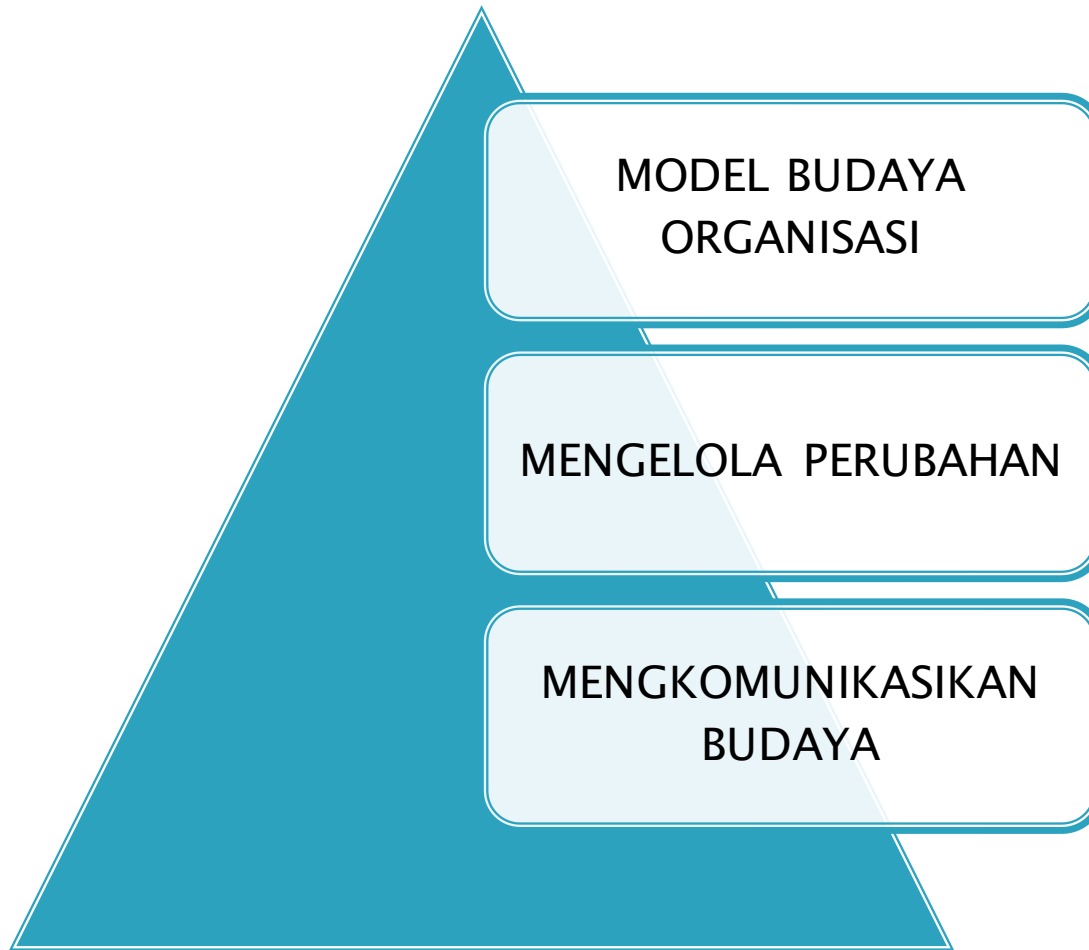 MODEL BUDAYA
ORGANISASI
MENGELOLA PERUBAHAN
MENGKOMUNIKASIKAN
BUDAYA